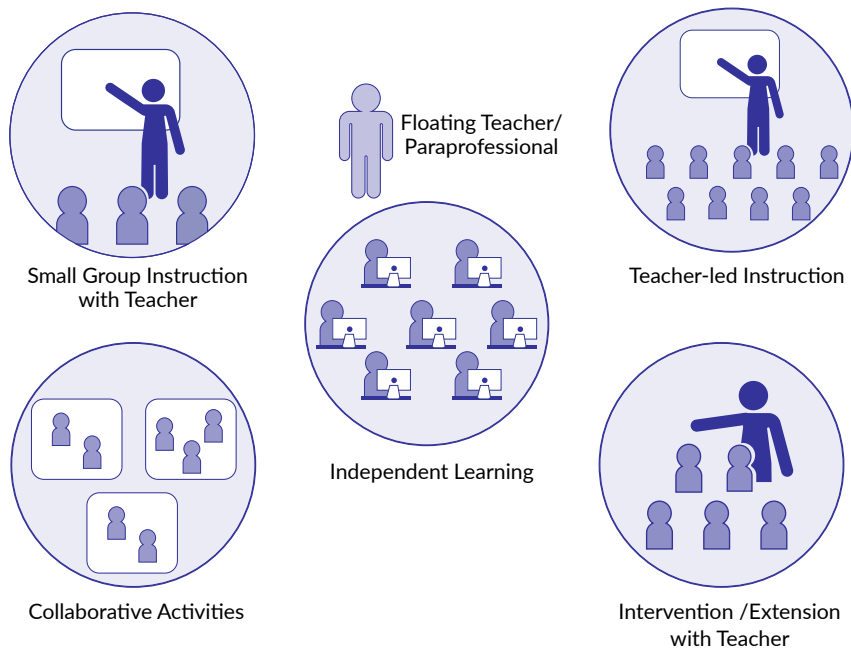 Floating Teacher/
Paraprofessional
Small Group Instruction
with Teacher
Teacher-led Instruction
Independent Learning
Collaborative Activities
Intervention /Extension
with Teacher